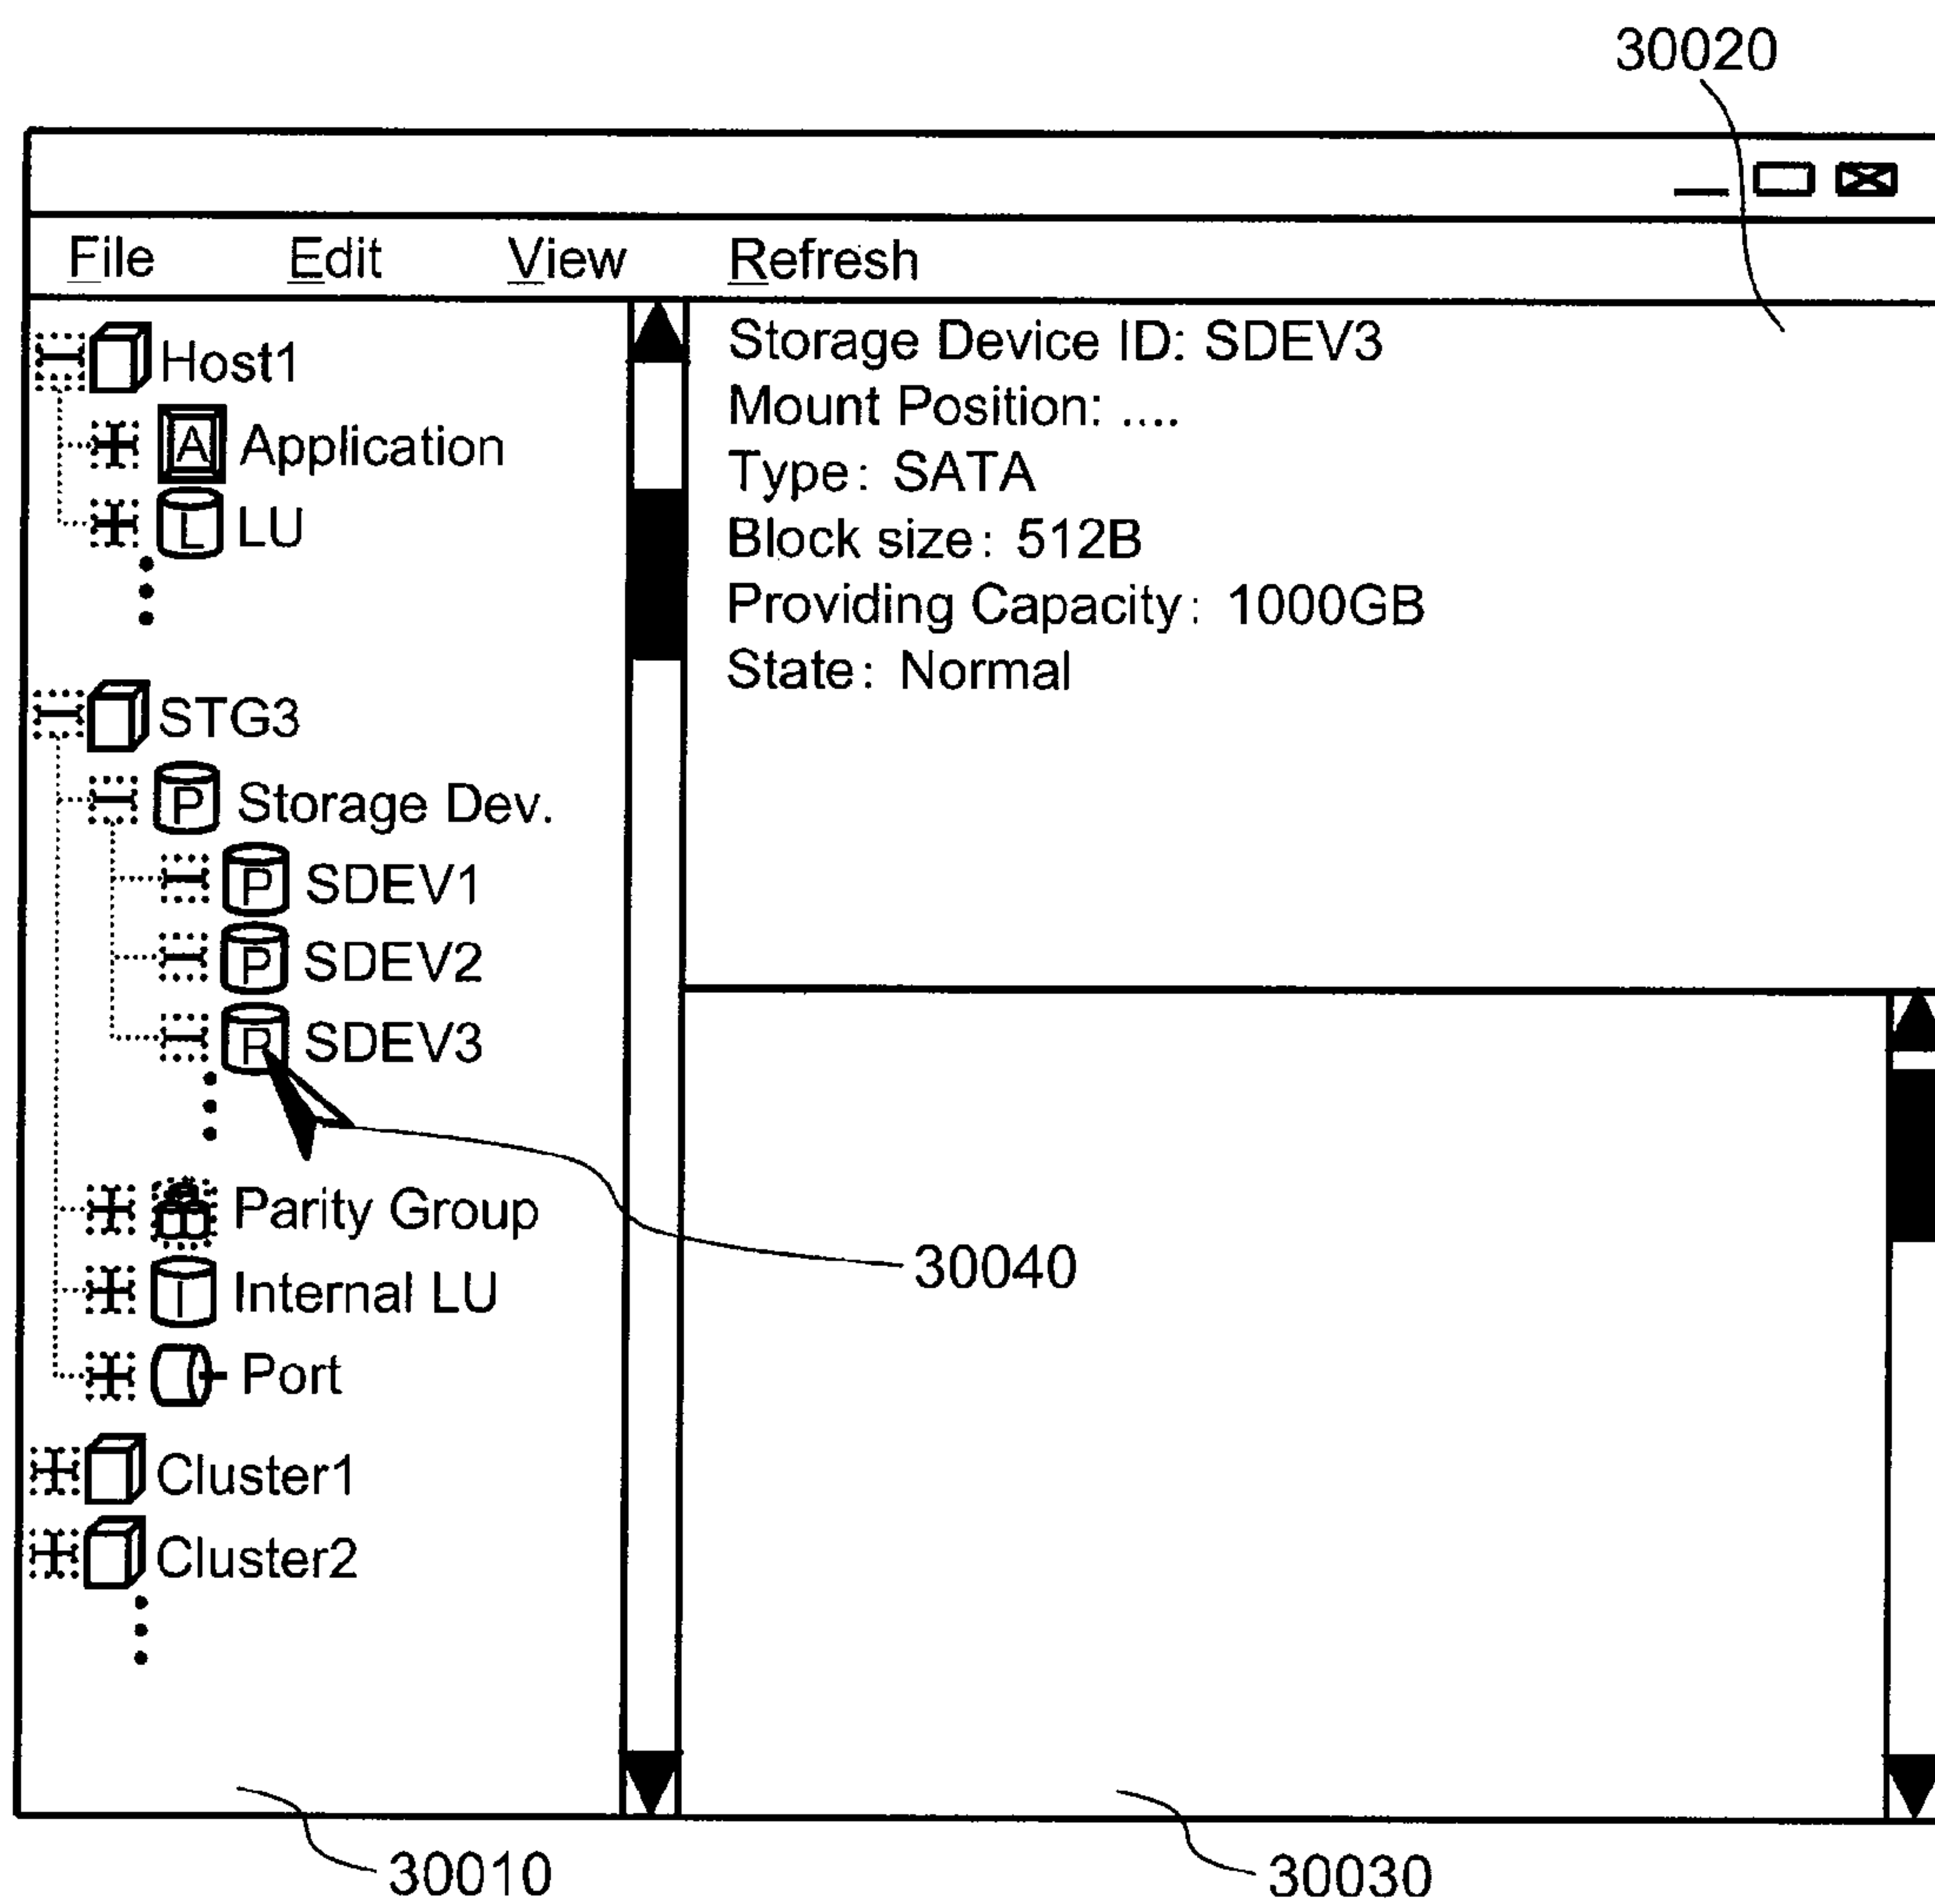 30020
File Edit View Refresh
Host1
A Application
L LU
STG3
P Storage Dev.
P SDEV1
P SDEV2
P SDEV3
Parity Group
I Internal LU
Port
Cluster1
Cluster2
Storage Device ID: SDEV3
Mount Position: ....
Type: SATA
Block size: 512B
Providing Capacity: 1000GB
State: Normal
30040
30010
30030